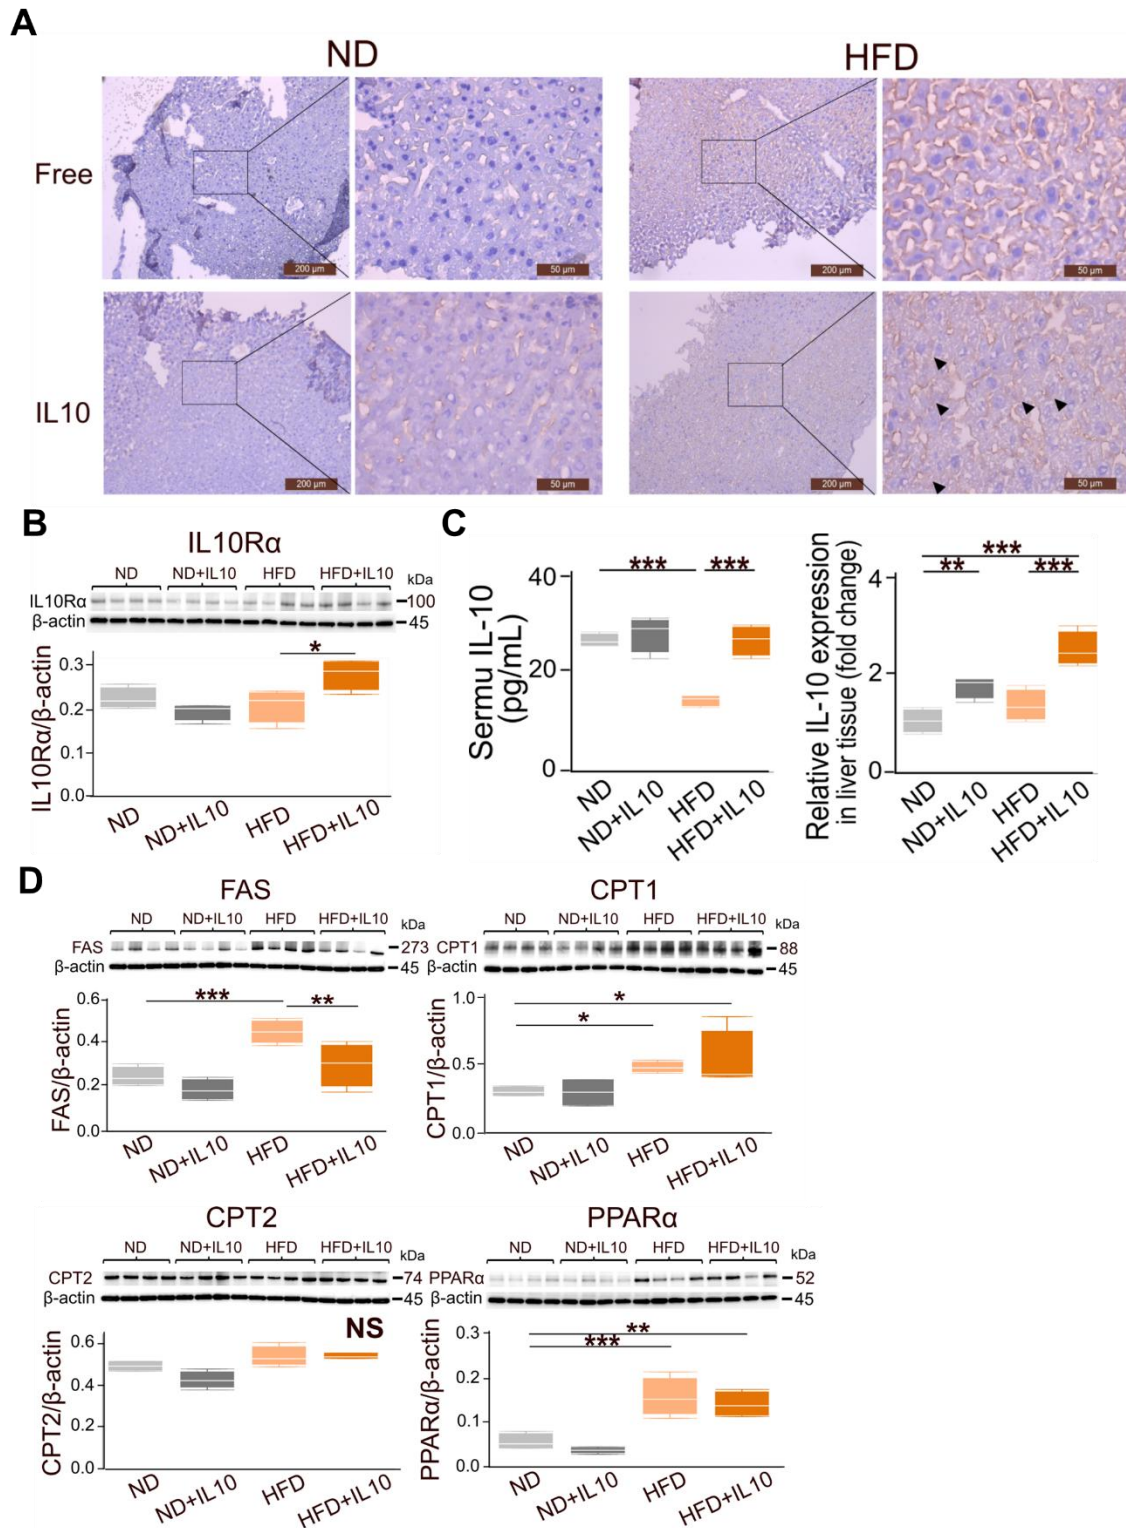 A
ND
HFD
Free
200 µm
50 µm
200 µm
50 µm
IL10
200 µm
50 µm
200 µm
50 µm
B
IL10Rα
ND
ND+IL10
HFD
HFD+IL10
kDa
IL10Rα
100
β-actin
45
*
IL10Rα/β-actin
0.3
0.2
0.1
0.0
ND
ND+IL10
HFD
HFD+IL10
C
Sermu IL-10
(pg/mL)
40
20
0
***
***
ND
ND+IL10
HFD
HFD+IL10
Relative IL-10 expression
in liver tissue (fold change)
4
2
0
***
**
***
ND
ND+IL10
HFD
HFD+IL10
D
FAS
ND
ND+IL10
HFD
HFD+IL10
kDa
FAS
273
β-actin
45
FAS/β-actin
0.6
0.4
0.2
0.0
***
**
ND
ND+IL10
HFD
HFD+IL10
CPT1
ND
ND+IL10
HFD
HFD+IL10
kDa
CPT1
88
β-actin
45
CPT1/β-actin
1.0
0.5
0.0
*
*
ND
ND+IL10
HFD
HFD+IL10
CPT2
ND
ND+IL10
HFD
HFD+IL10
kDa
CPT2
74
β-actin
45
CPT2/β-actin
0.6
0.4
0.2
0.0
NS
ND
ND+IL10
HFD
HFD+IL10
PPARα
ND
ND+IL10
HFD
HFD+IL10
kDa
PPARα
52
β-actin
45
PPARα/β-actin
0.3
0.2
0.1
0.0
**
***
ND
ND+IL10
HFD
HFD+IL10